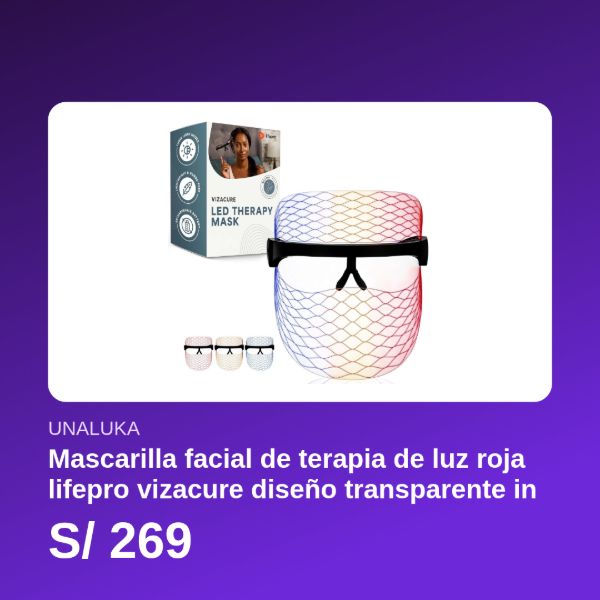 VIZACURE
LED THERAPY
MASK
UNALUKA
Mascarilla facial de terapia de luz roja
lifepro vizacure diseño transparente in
S/ 269